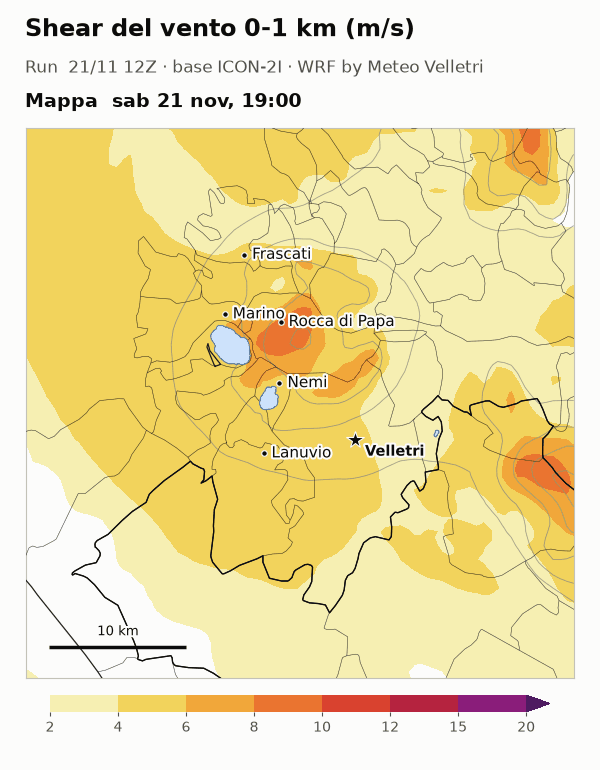 Shear del vento 0-1 km (m/s)
Run  21/11 12Z · base ICON-2I · WRF by Meteo Velletri
Mappa  sab 21 nov, 19:00
Frascati
Marino
Rocca di Papa
Nemi
Velletri
Lanuvio
10 km
2 4 6 8 10 12 15 20